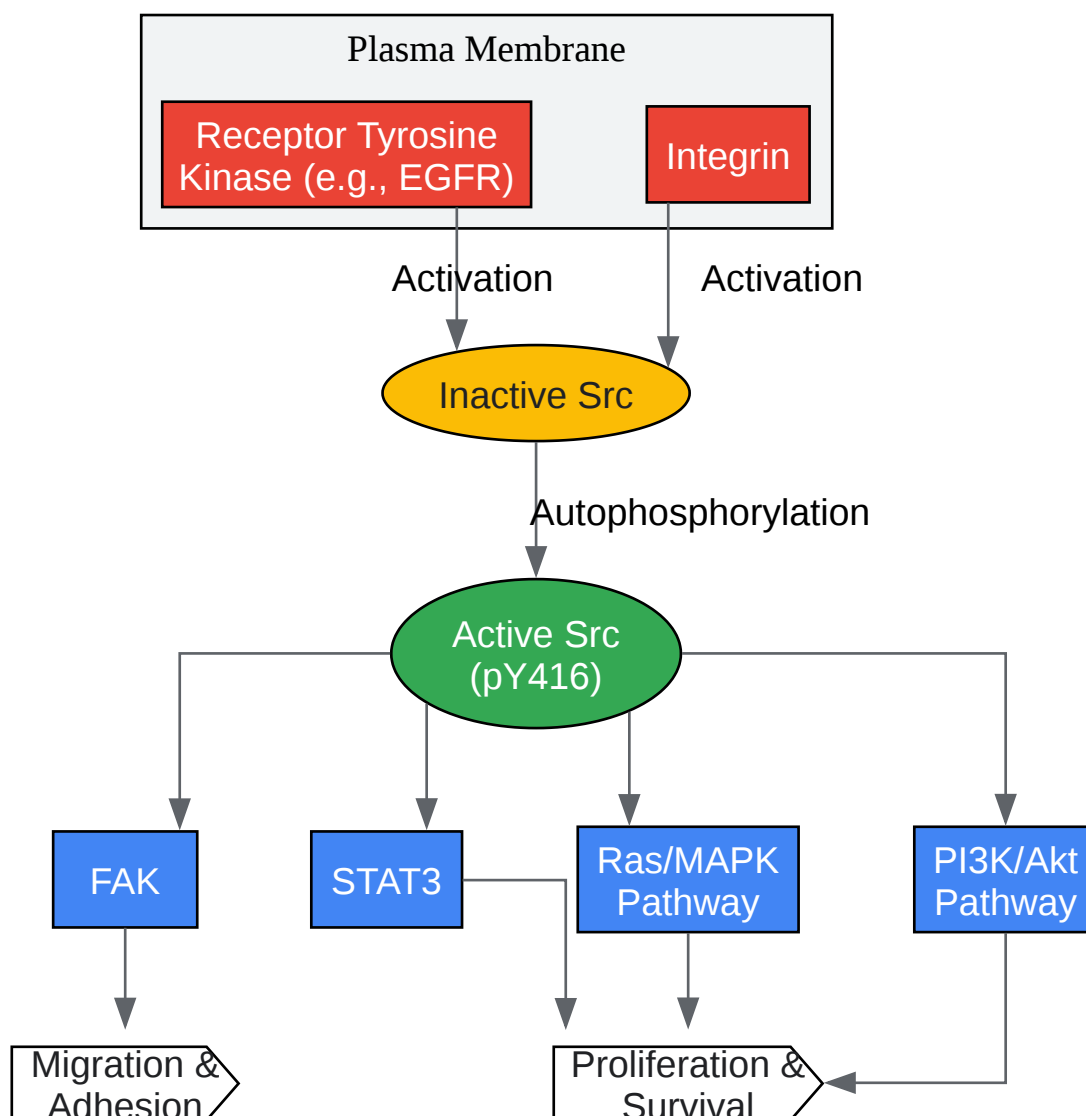 Plasma Membrane
Receptor Tyrosine
Kinase (e.g., EGFR)
Integrin
Activation
Activation
Inactive Src
Autophosphorylation
Active Src
(pY416)
FAK
STAT3
Ras/MAPK
Pathway
PI3K/Akt
Pathway
Migration &
Adhesion
Proliferation &
Survival